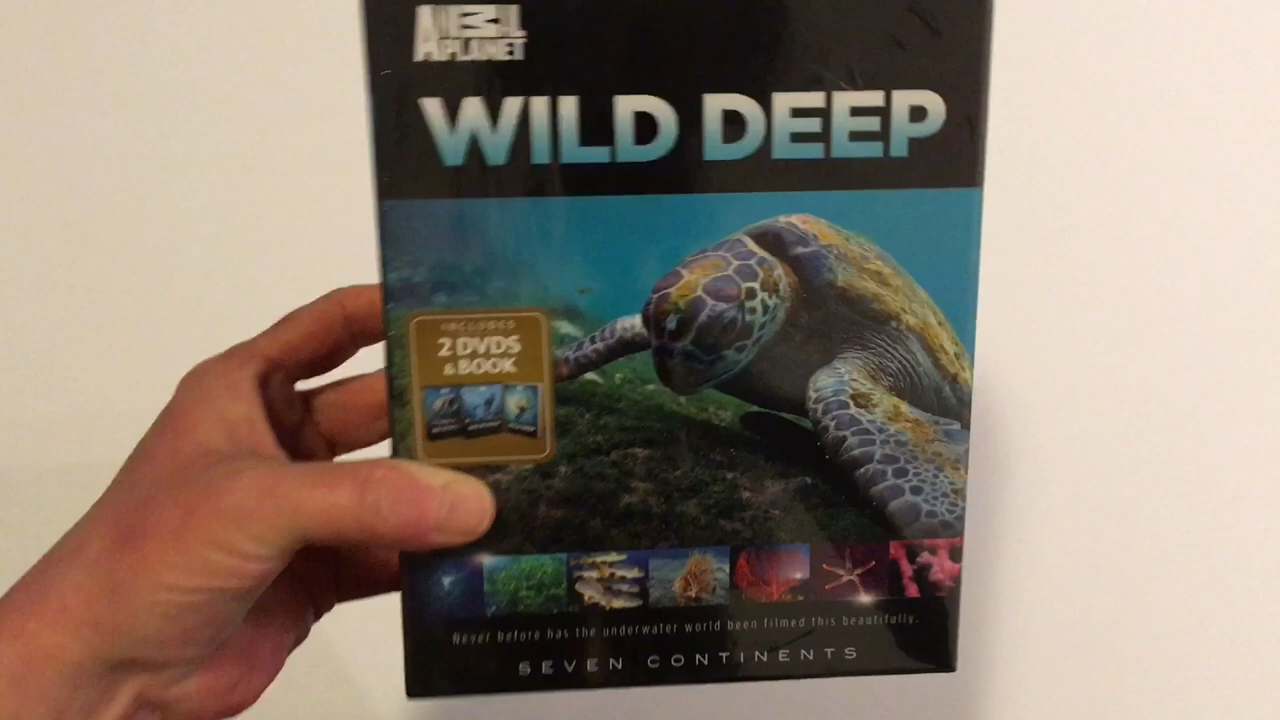 ANIMAL
PLANET
WILD DEEP
INCLUDES
2 DVDS
& BOOK
Never before has the underwater world been filmed this beautifully.
SEVEN CONTINENTS